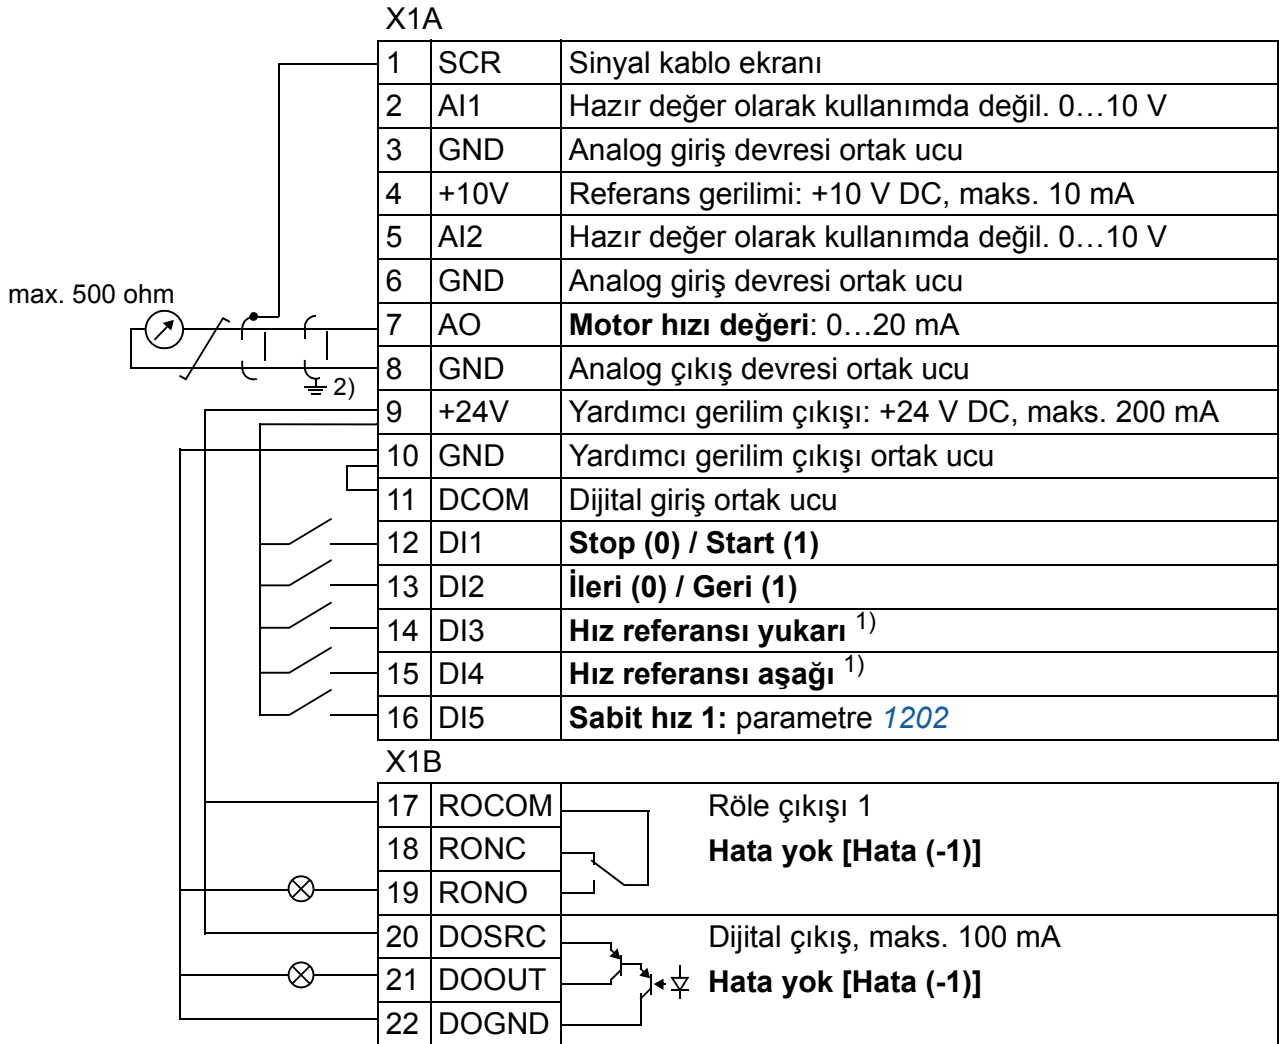 X1A
1 SCR Sinyal kablo ekranı
2 AI1 Hazır değer olarak kullanımda değil. 0…10 V
3 GND Analog giriş devresi ortak ucu
4 +10V Referans gerilimi: +10 V DC, maks. 10 mA
5 AI2 Hazır değer olarak kullanımda değil. 0…10 V
6 GND Analog giriş devresi ortak ucu
max. 500 ohm
7 AO Motor hızı değeri: 0…20 mA
8 GND Analog çıkış devresi ortak ucu
2)
9 +24V Yardımcı gerilim çıkışı: +24 V DC, maks. 200 mA
10 GND Yardımcı gerilim çıkışı ortak ucu
11 DCOM Dijital giriş ortak ucu
12 DI1 Stop (0) / Start (1)
13 DI2 İleri (0) / Geri (1)
14 DI3 Hız referansı yukarı 1)
15 DI4 Hız referansı aşağı 1)
16 DI5 Sabit hız 1: parametre 1202
X1B
17 ROCOM Röle çıkışı 1
18 RONC Hata yok [Hata (-1)]
19 RONO
20 DOSRC Dijital çıkış, maks. 100 mA
21 DOOUT Hata yok [Hata (-1)]
22 DOGND